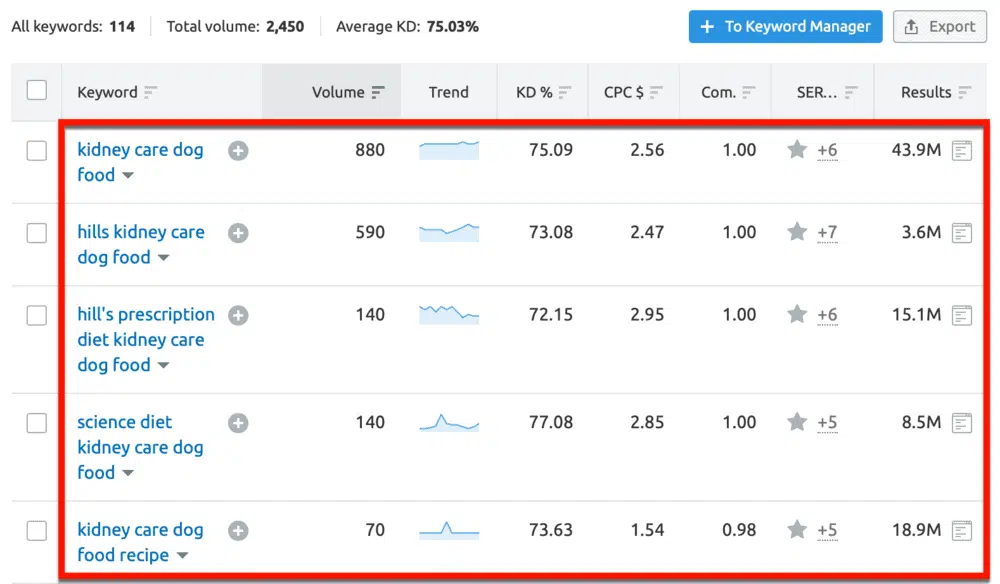 All keywords: 114 Total volume: 2,450 Average KD: 75.03% + To Keyword Manager Export
Keyword Volume Trend KD % CPC $ Com. SER... Results
kidney care dog 880 75.09 2.56 1.00 +6 43.9M
food
hills kidney care 590 73.08 2.47 1.00 +7 3.6M
dog food
hill's prescription 140 72.15 2.95 1.00 +6 15.1M
diet kidney care
dog food
science diet 140 77.08 2.85 1.00 +5 8.5M
kidney care dog
food
kidney care dog 70 73.63 1.54 0.98 +5 18.9M
food recipe